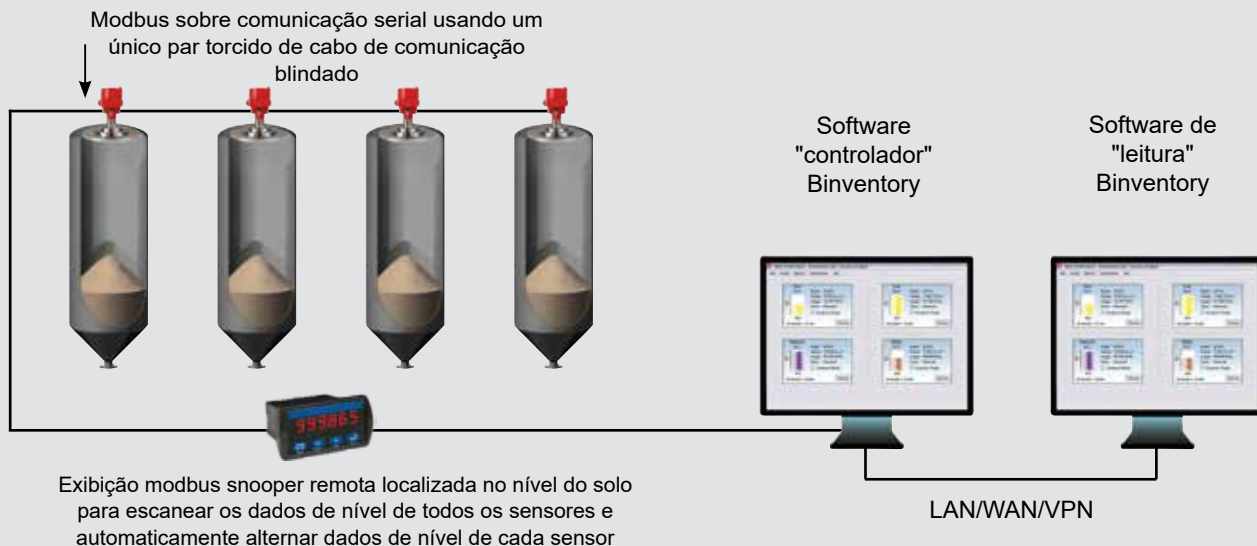 Modbus sobre comunicação serial usando um
único par torcido de cabo de comunicação
blindado
Software
"controlador"
Binventory
Software de
"leitura"
Binventory
999865
Exibição modbus snooper remota localizada no nível do solo
para escanear os dados de nível de todos os sensores e
automaticamente alternar dados de nível de cada sensor
LAN/WAN/VPN